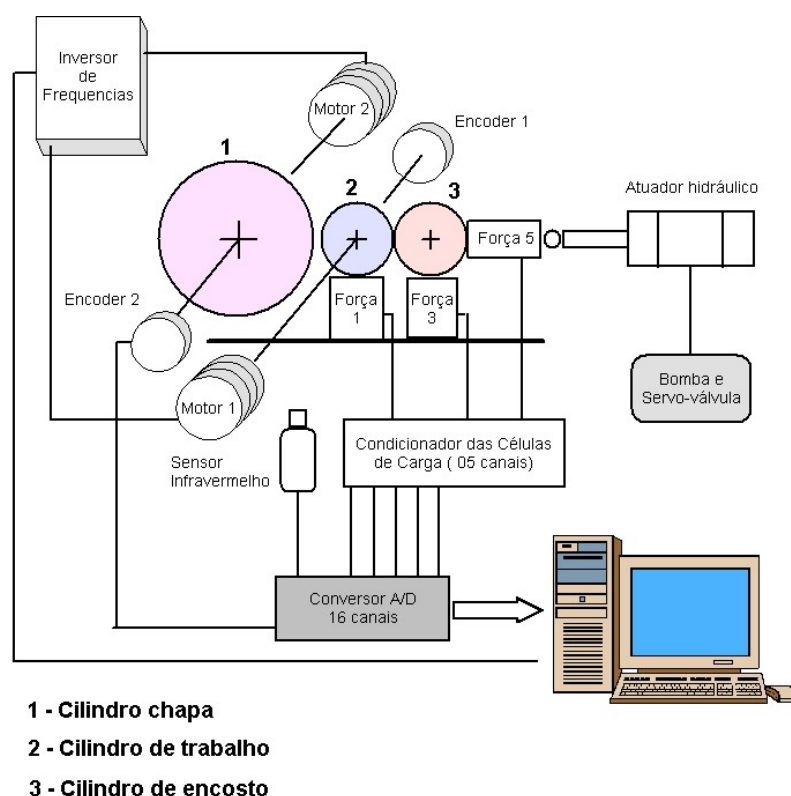 Inversor
de
Frequencias
Motor 2
Encoder 1
1
2
3
Atuador hidráulico
Força 5
Encoder 2
Força
1
Força
3
Motor 1
Bomba e
Servo-válvula
Sensor
Infravermelho
Condicionador das Células
de Carga ( 05 canais)
Conversor A/D
16 canais
1 - Cilindro chapa
2 - Cilindro de trabalho
3 - Cilindro de encosto